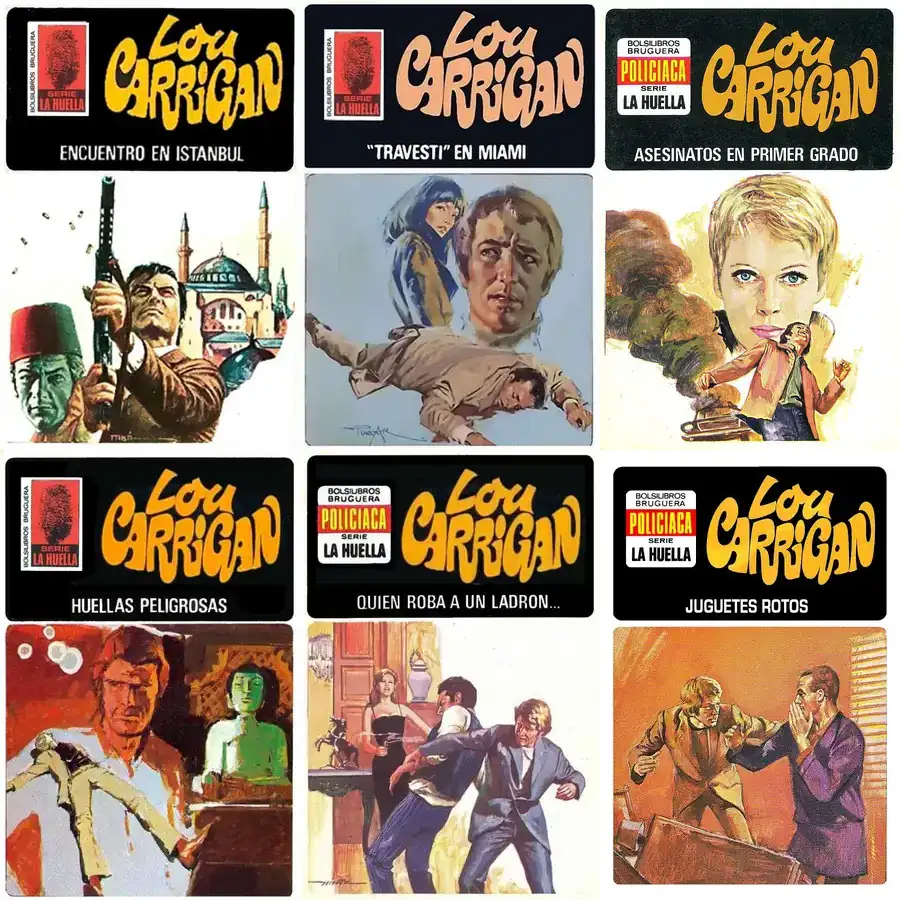 BOLSILIBROS BRUGUERA
SERIE
LA HUELLA
LOU
CARRIGAN
ENCUENTRO EN ISTANBUL
BOLSILIBROS BRUGUERA
SERIE
LA HUELLA
LOU
CARRIGAN
"TRAVESTI" EN MIAMI
BOLSILIBROS
BRUGUERA
POLICIACA
SERIE
LA HUELLA
LOU
CARRIGAN
ASESINATOS EN PRIMER GRADO
BOLSILIBROS BRUGUERA
SERIE
LA HUELLA
LOU
CARRIGAN
HUELLAS PELIGROSAS
BOLSILIBROS
BRUGUERA
POLICIACA
SERIE
LA HUELLA
LOU
CARRIGAN
QUIEN ROBA A UN LADRON...
BOLSILIBROS
BRUGUERA
POLICIACA
SERIE
LA HUELLA
LOU
CARRIGAN
JUGUETES ROTOS